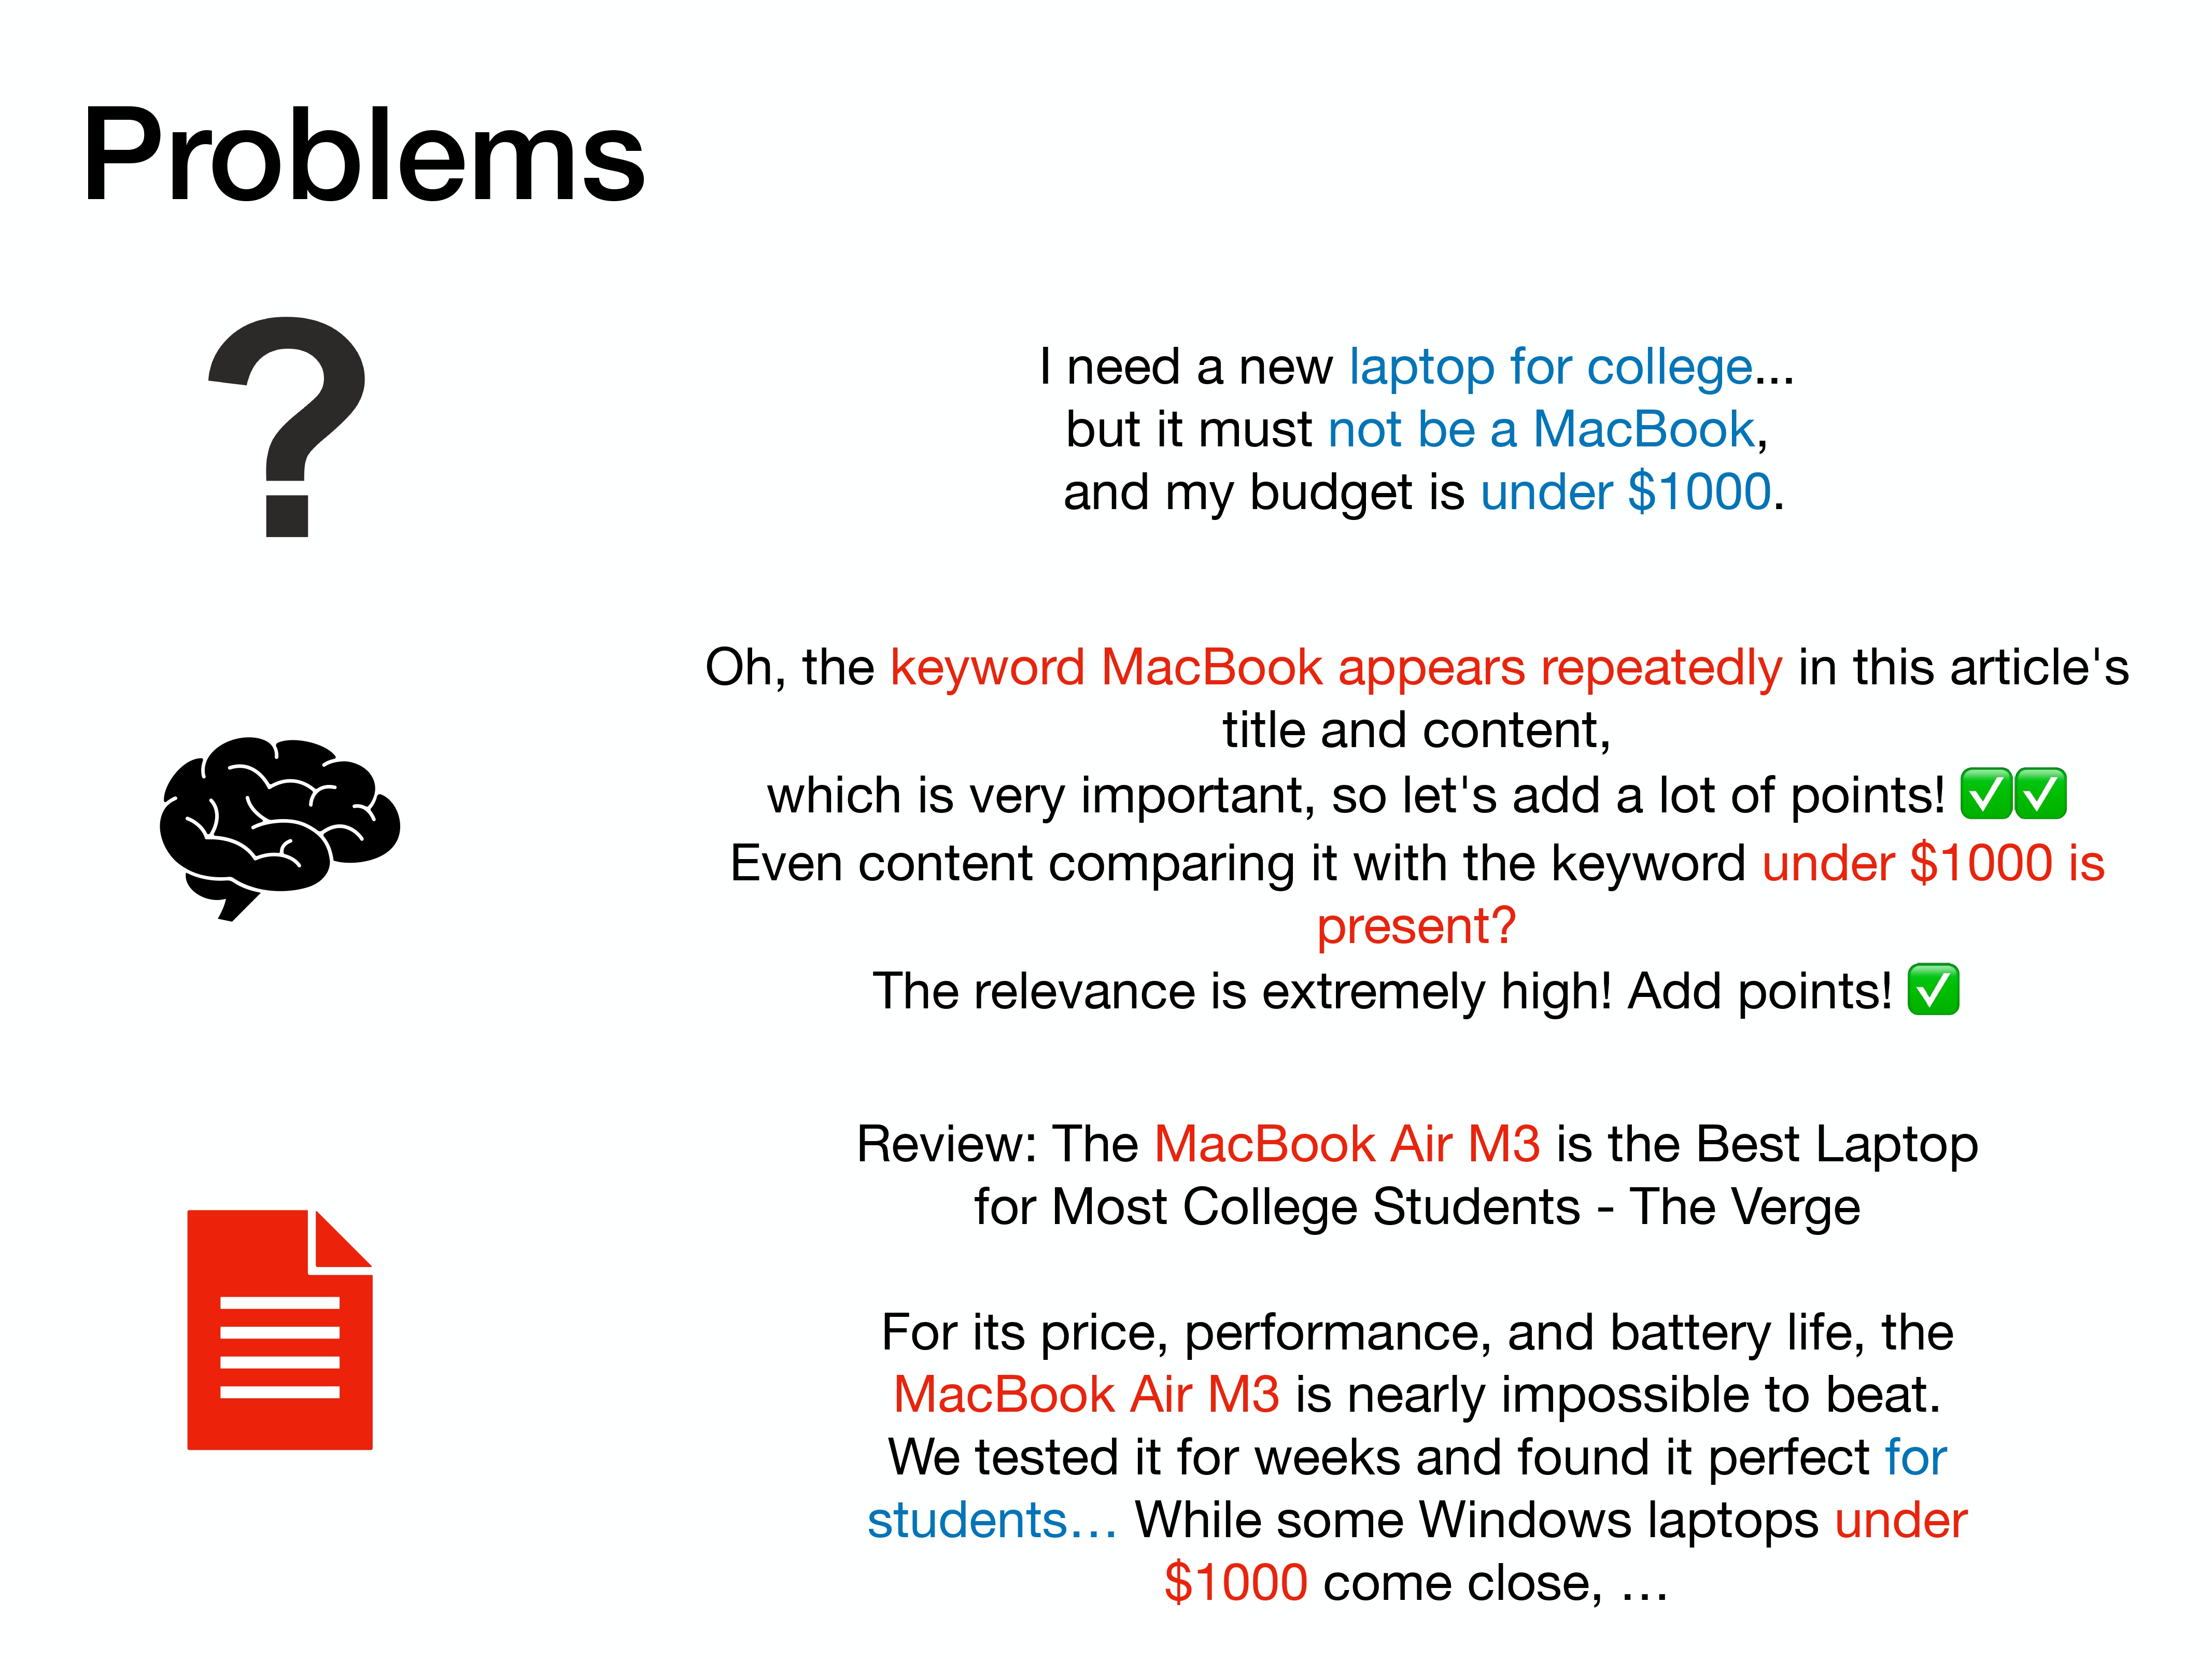 Problems
?
I need a new laptop for college...
but it must not be a MacBook,
and my budget is under $1000.
Oh, the keyword MacBook appears repeatedly in this article's
title and content,
which is very important, so let's add a lot of points! ✅✅
Even content comparing it with the keyword under $1000 is
present?
The relevance is extremely high! Add points! ✅
Review: The MacBook Air M3 is the Best Laptop
for Most College Students - The Verge
For its price, performance, and battery life, the
MacBook Air M3 is nearly impossible to beat.
We tested it for weeks and found it perfect for
students… While some Windows laptops under
$1000 come close, …